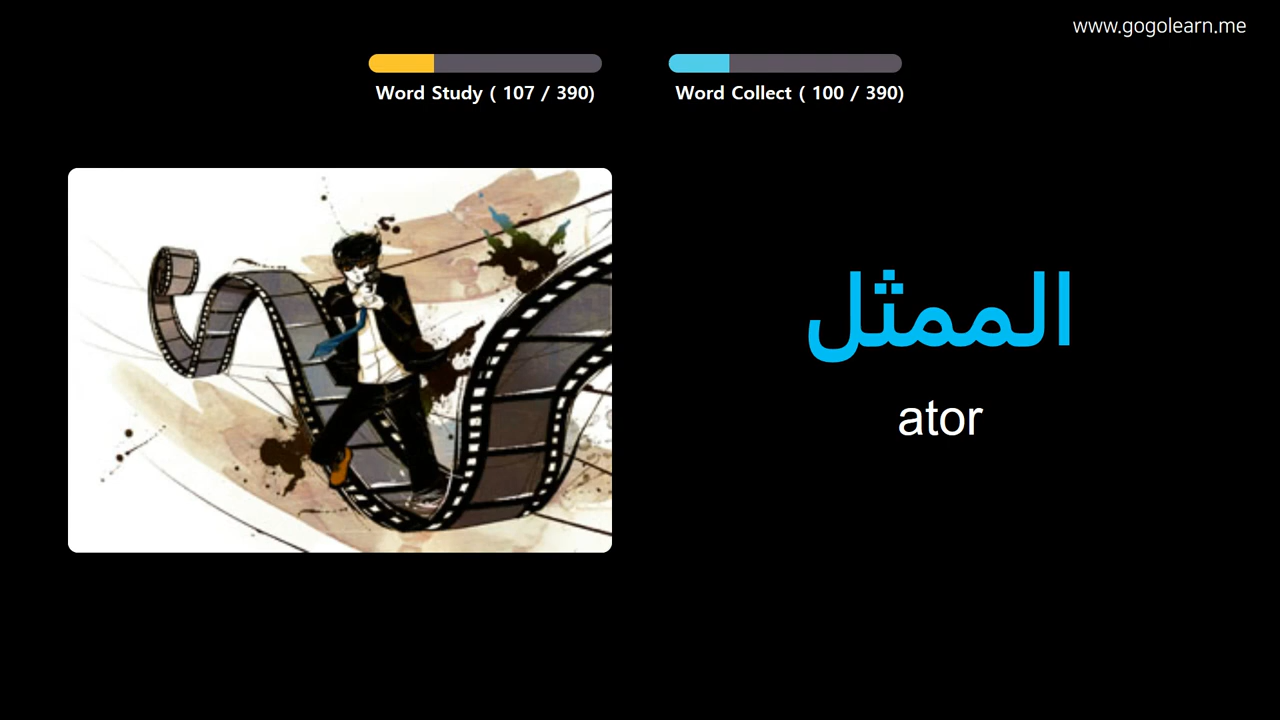 www.gogolearn.me
Word Study ( 107 / 390)
Word Collect ( 100 / 390)
الممثل
ator